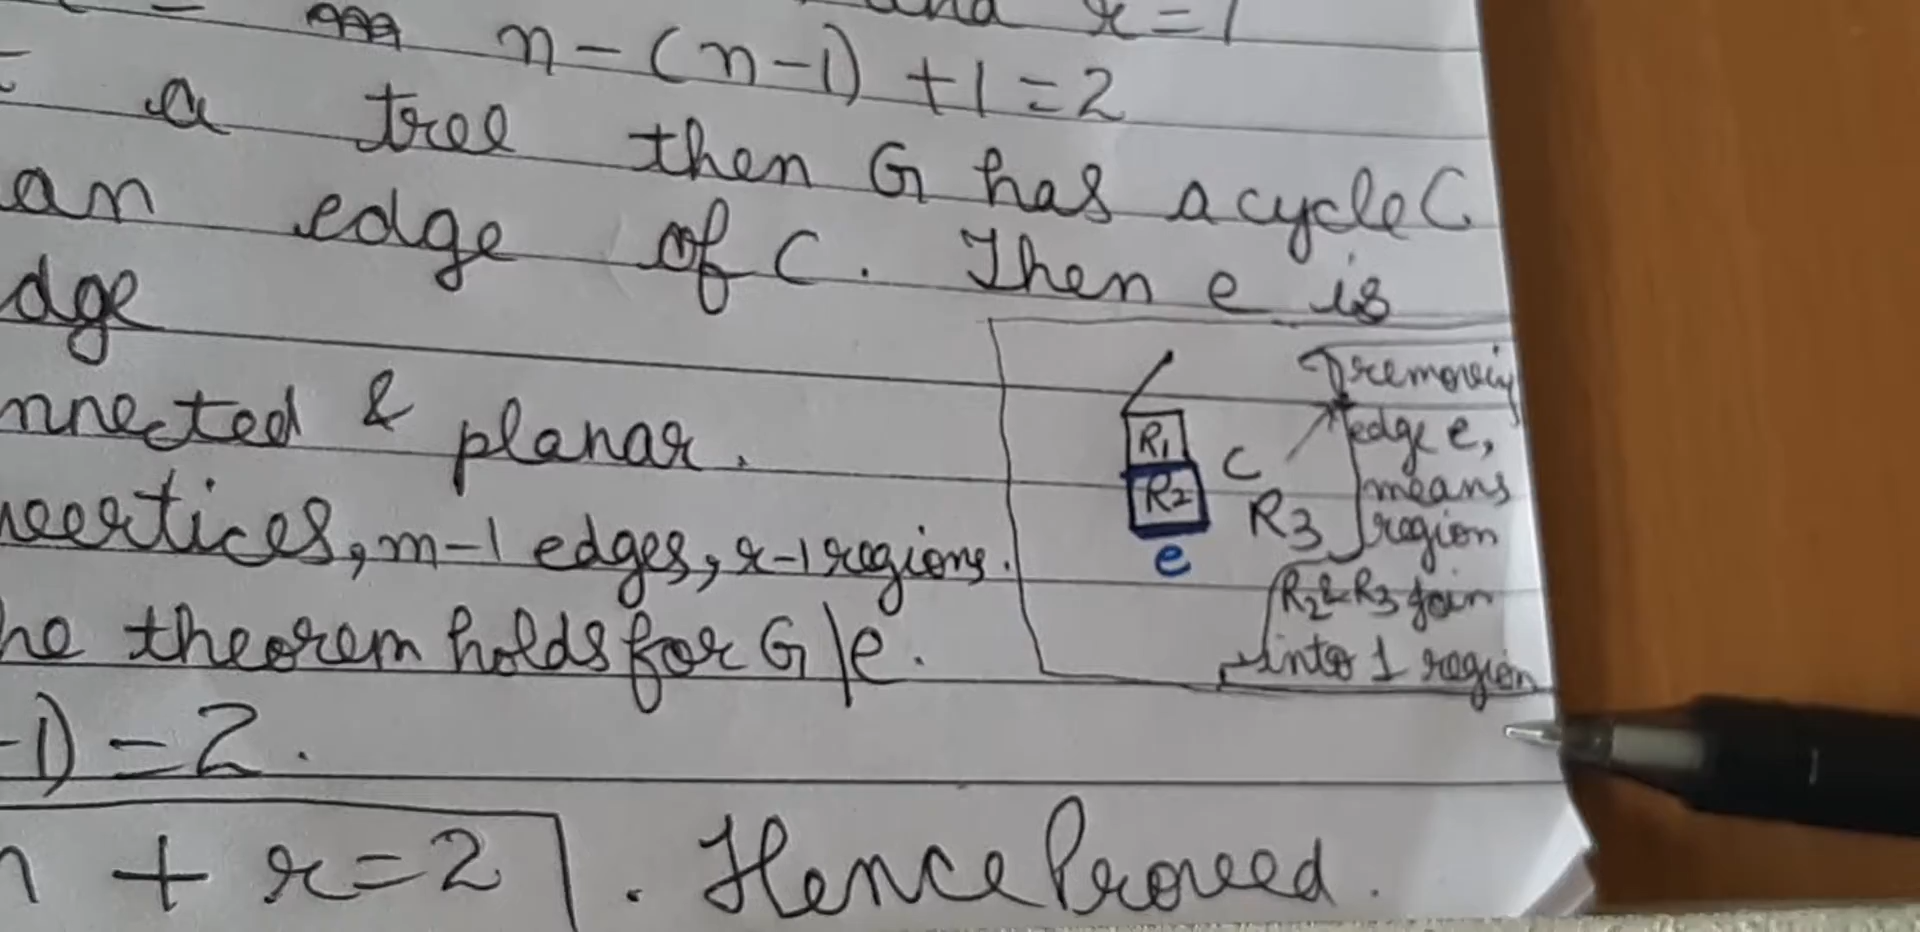 and r=1
n-(n-1)+1=2
a tree then G has a cycle C.
an edge of C. Then e is
dge
nnected & planar.
vertices, m-1 edges, r-1 regions.
he theorem holds for G\e.
-1)=2.
+ r=2. Hence Proved.
R1
R2
C
R3
e
removing
edge e,
means
region
R2 & R3 join
into 1 region